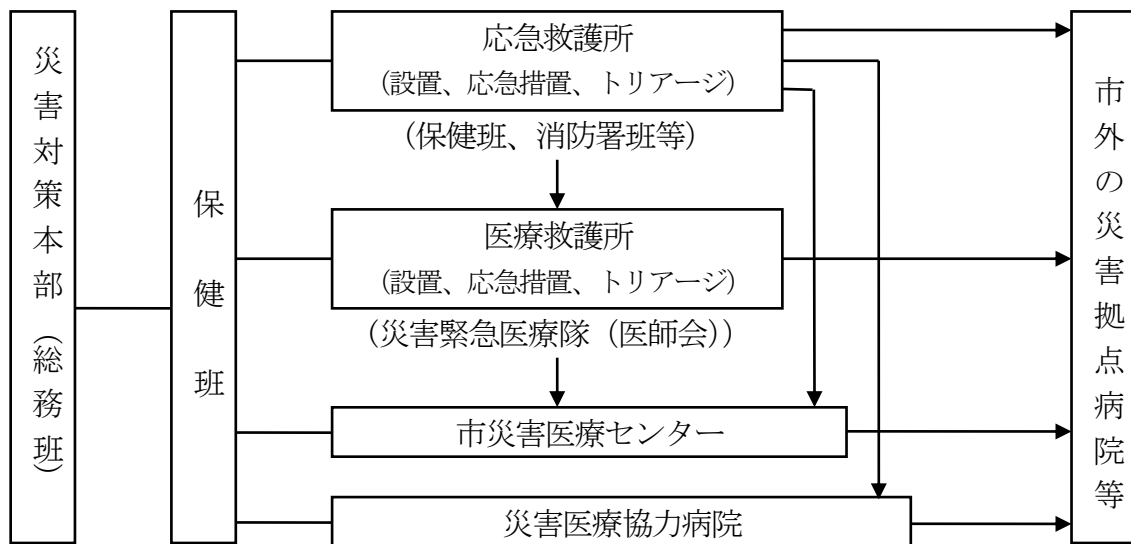 災害対策本部（総務班）
保健班
応急救護所
（設置、応急措置、トリアージ）
（保健班、消防署班等）
医療救護所
（設置、応急措置、トリアージ）
（災害緊急医療隊（医師会））
市災害医療センター
災害医療協力病院
市外の災害拠点病院等